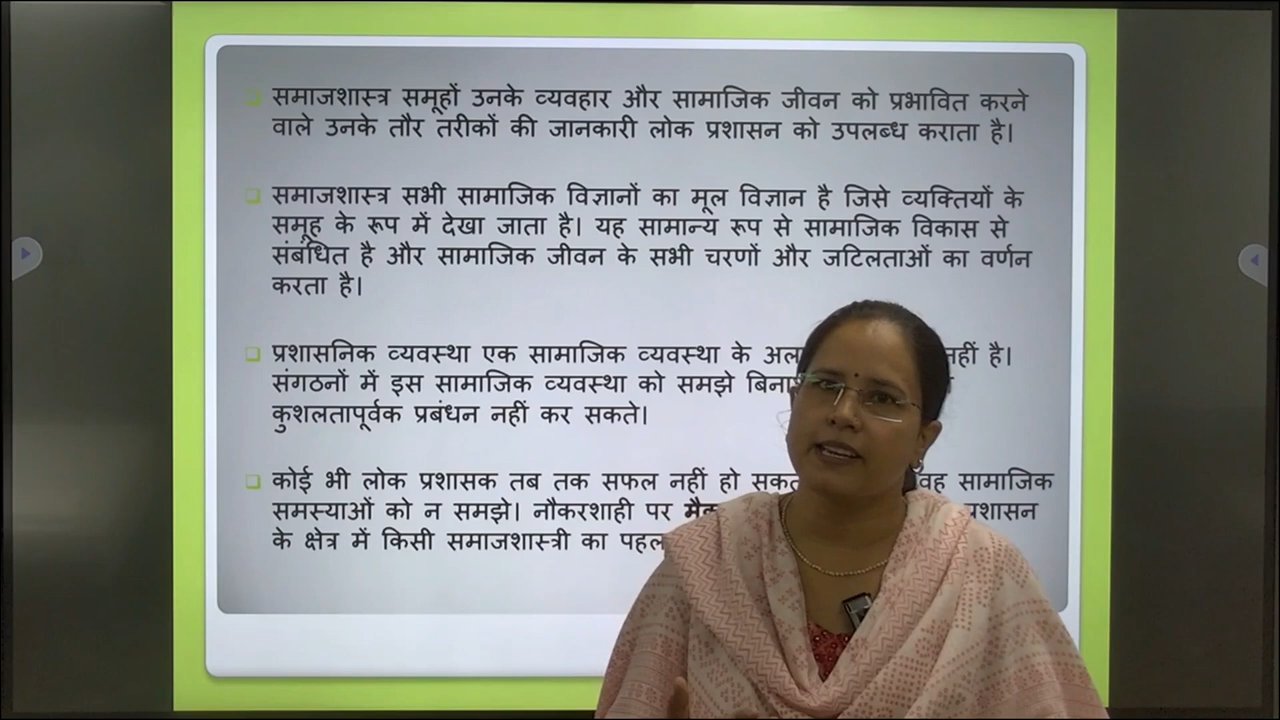 समाजशास्त्र समूहों उनके व्यवहार और सामाजिक जीवन को प्रभावित करने
वाले उनके तौर तरीकों की जानकारी लोक प्रशासन को उपलब्ध कराता है।
समाजशास्त्र सभी सामाजिक विज्ञानों का मूल विज्ञान है जिसे व्यक्तियों के
समूह के रूप में देखा जाता है। यह सामान्य रूप से सामाजिक विकास से
संबंधित है और सामाजिक जीवन के सभी चरणों और जटिलताओं का वर्णन
करता है।
प्रशासनिक व्यवस्था एक सामाजिक व्यवस्था के नहीं है।
संगठनों में इस सामाजिक व्यवस्था को समझे बिना
कुशलतापूर्वक प्रबंधन नहीं कर सकते।
कोई भी लोक प्रशासक तब तक सफल नहीं हो वह सामाजिक
समस्याओं को न समझे। नौकरशाही पर
के क्षेत्र में किसी समाजशास्त्री का